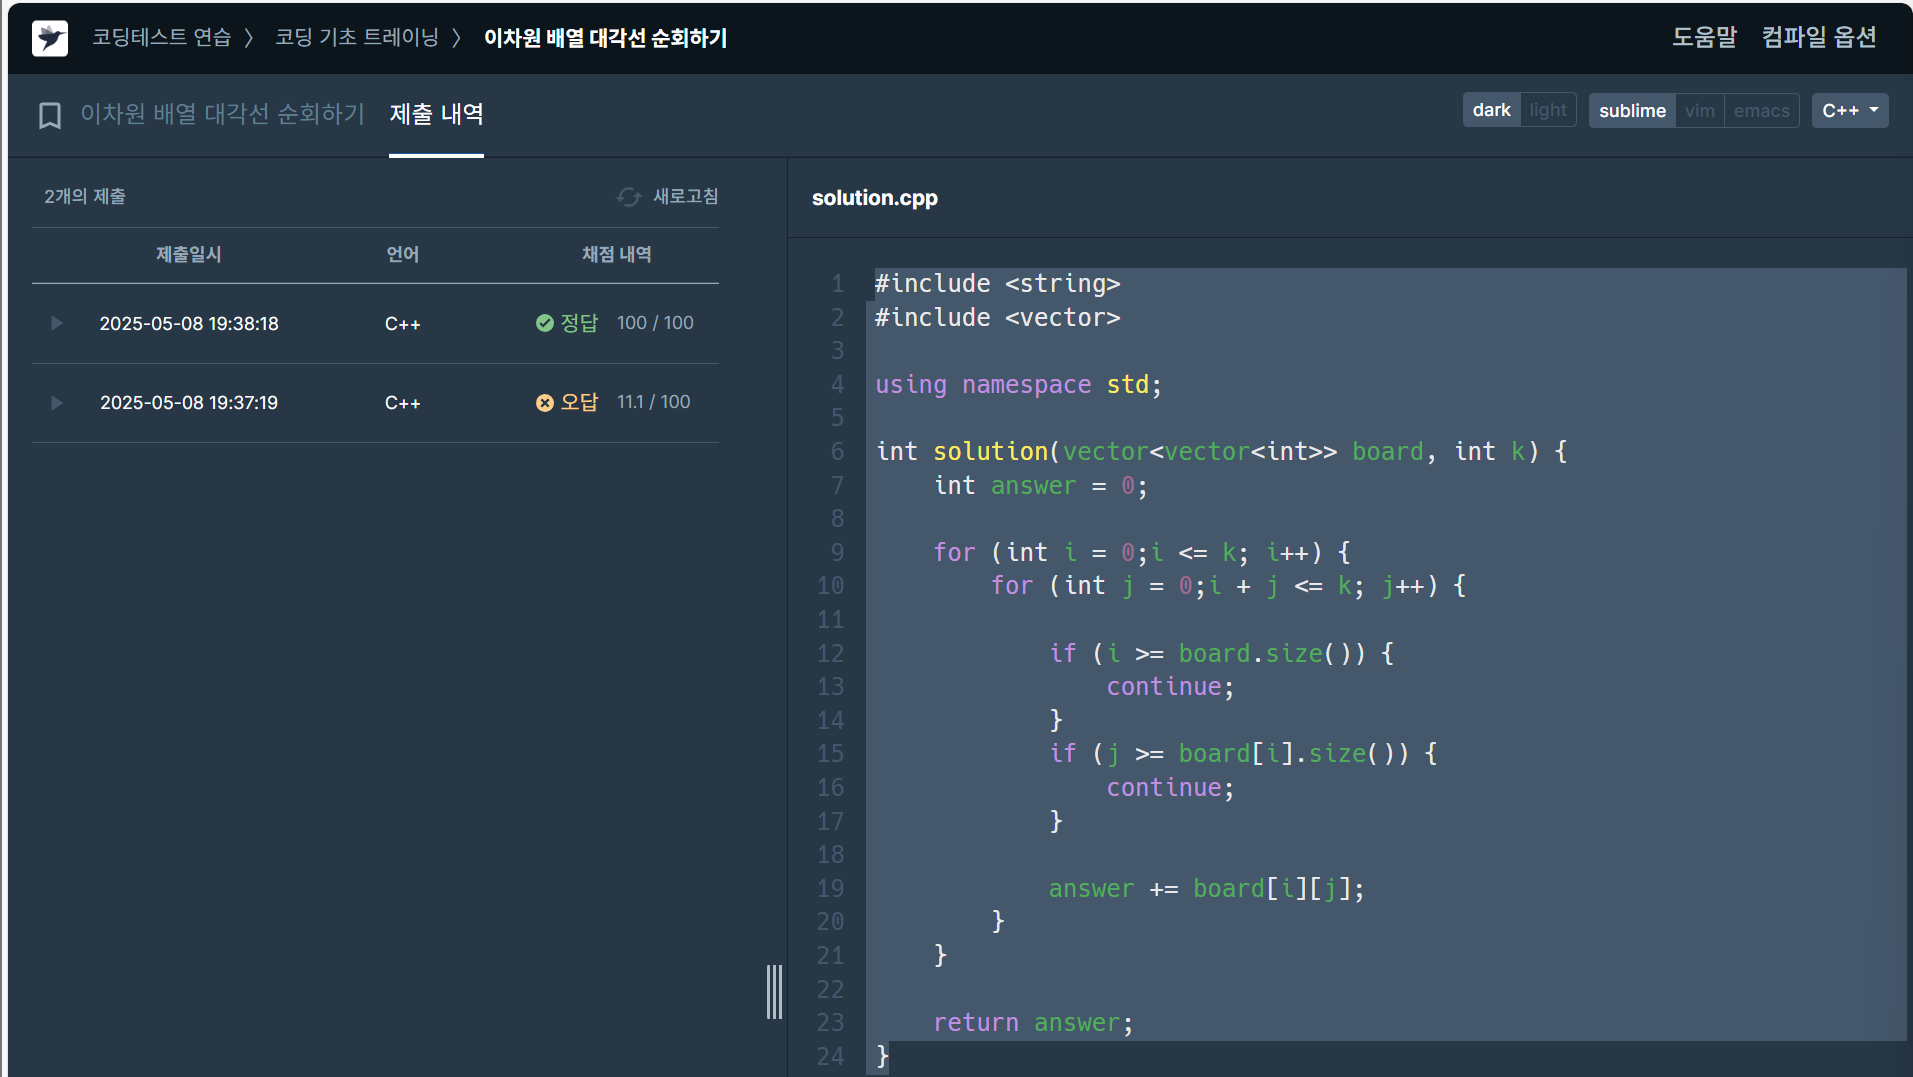 코딩테스트 연습 〉 코딩 기초 트레이닝 〉 이차원 배열 대각선 순회하기
도움말 컴파일 옵션
이차원 배열 대각선 순회하기 제출 내역
dark light sublime vim emacs C++
2개의 제출 새로고침
제출일시 언어 채점 내역
2025-05-08 19:38:18 C++ 정답 100 / 100
2025-05-08 19:37:19 C++ 오답 11.1 / 100
solution.cpp
1 #include <string>
2 #include <vector>
3
4 using namespace std;
5
6 int solution(vector<vector<int>> board, int k) {
7     int answer = 0;
8
9     for (int i = 0;i <= k; i++) {
10         for (int j = 0;i + j <= k; j++) {
11
12             if (i >= board.size()) {
13                 continue;
14             }
15             if (j >= board[i].size()) {
16                 continue;
17             }
18
19             answer += board[i][j];
20         }
21     }
22
23     return answer;
24 }